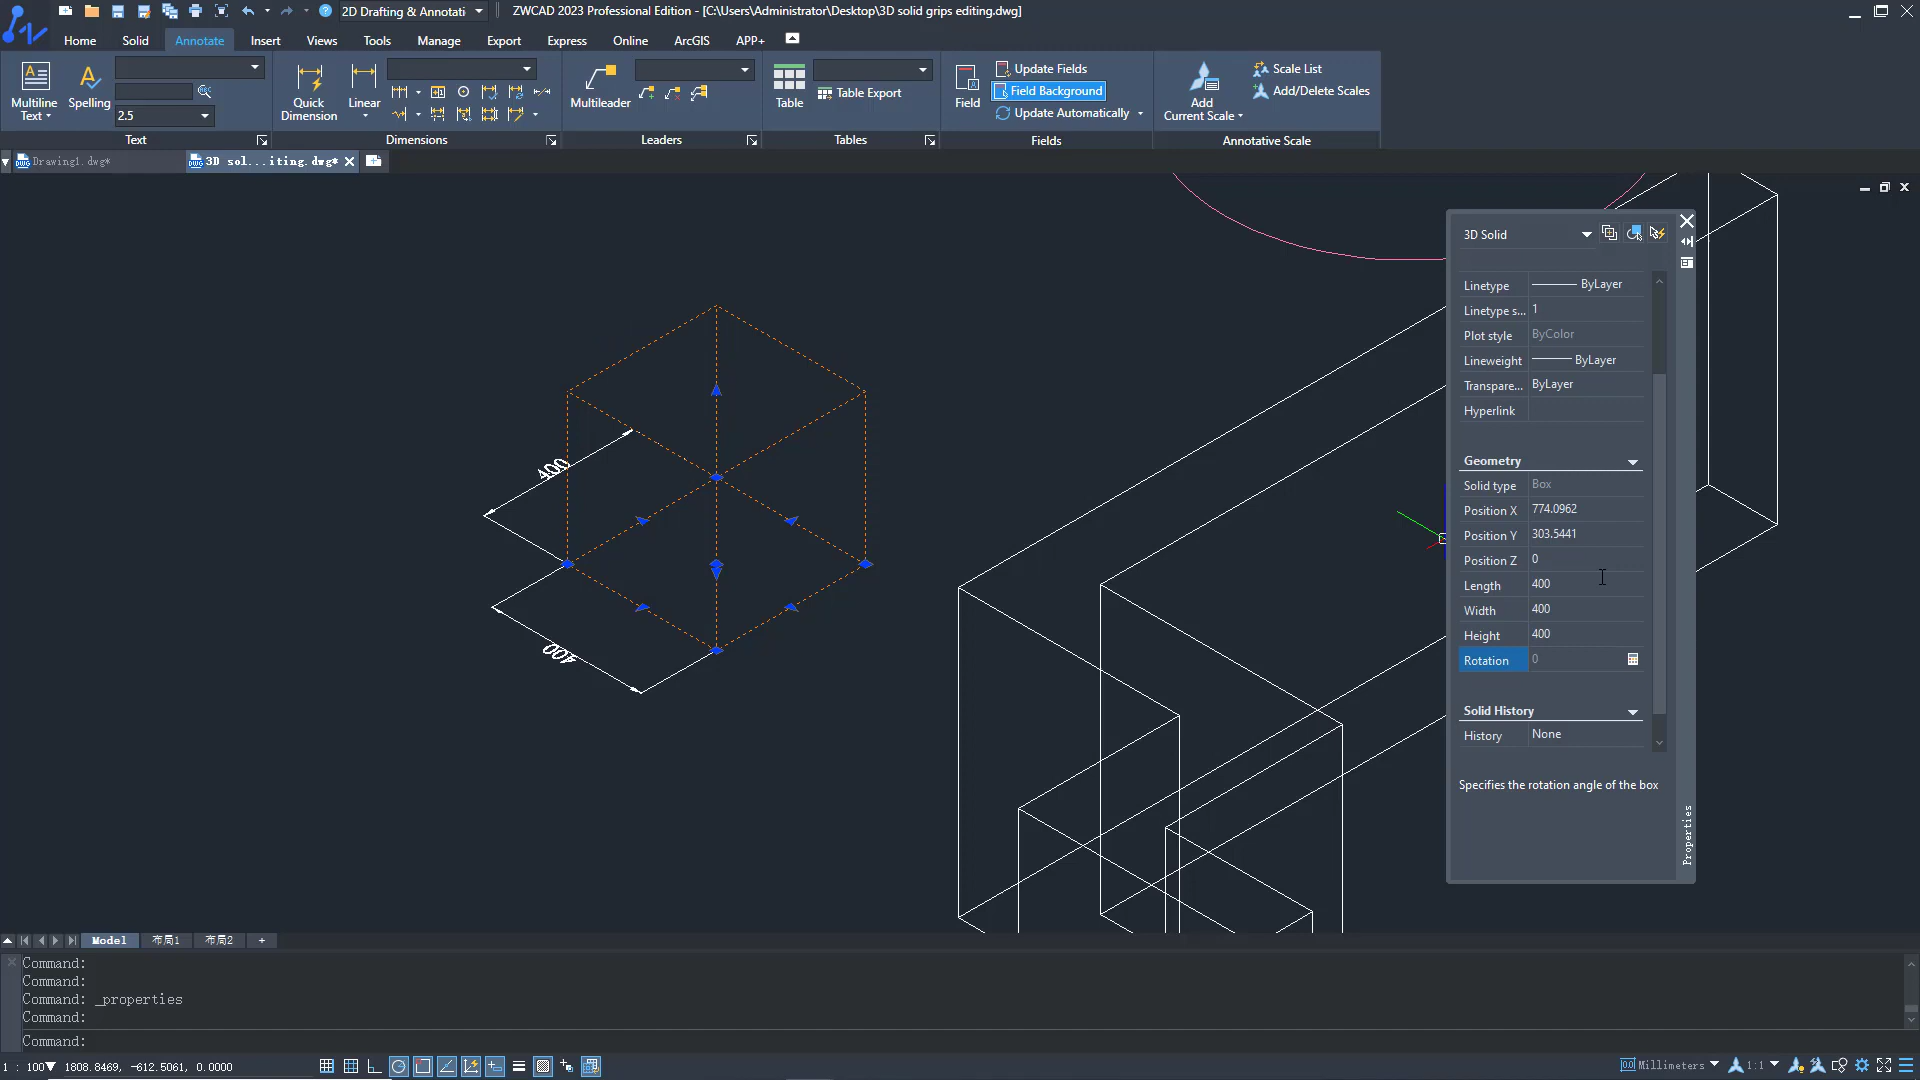 2D Drafting & Annotati
ZWCAD 2023 Professional Edition - [C:\Users\Administrator\Desktop\3D solid grips editing.dwg]
Home Solid Annotate Insert Views Tools Manage Export Express Online ArcGIS APP+
Multiline Text
Spelling
2.5
Text
Quick Dimension
Linear
Dimensions
Multileader
Leaders
Table
Table Export
Tables
Field
Update Fields
Field Background
Update Automatically
Fields
Add Current Scale
Scale List
Add/Delete Scales
Annotative Scale
Drawing1.dwg*
3D sol...iting.dwg*
400
400
3D Solid
Linetype ByLayer
Linetype s... 1
Plot style ByColor
Lineweight ByLayer
Transpare... ByLayer
Hyperlink
Geometry
Solid type Box
Position X 774.0962
Position Y 303.5441
Position Z 0
Length 400
Width 400
Height 400
Rotation 0
Solid History
History None
Specifies the rotation angle of the box
Properties
Model 布局1 布局2 +
Command:
Command:
Command: _properties
Command:
Command:
1 : 100 1808.8469, -612.5061, 0.0000
Millimeters 1:1